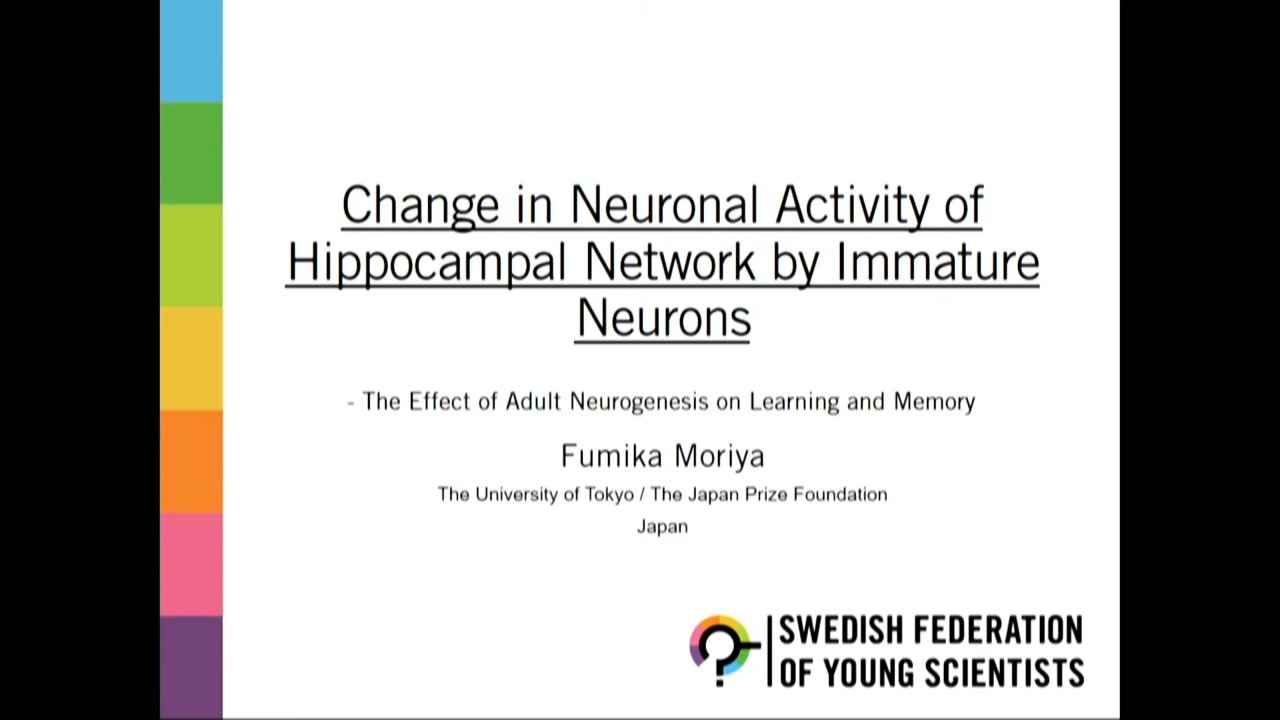 Change in Neuronal Activity of
Hippocampal Network by Immature
Neurons
- The Effect of Adult Neurogenesis on Learning and Memory
Fumika Moriya
The University of Tokyo / The Japan Prize Foundation
Japan
SWEDISH FEDERATION
OF YOUNG SCIENTISTS